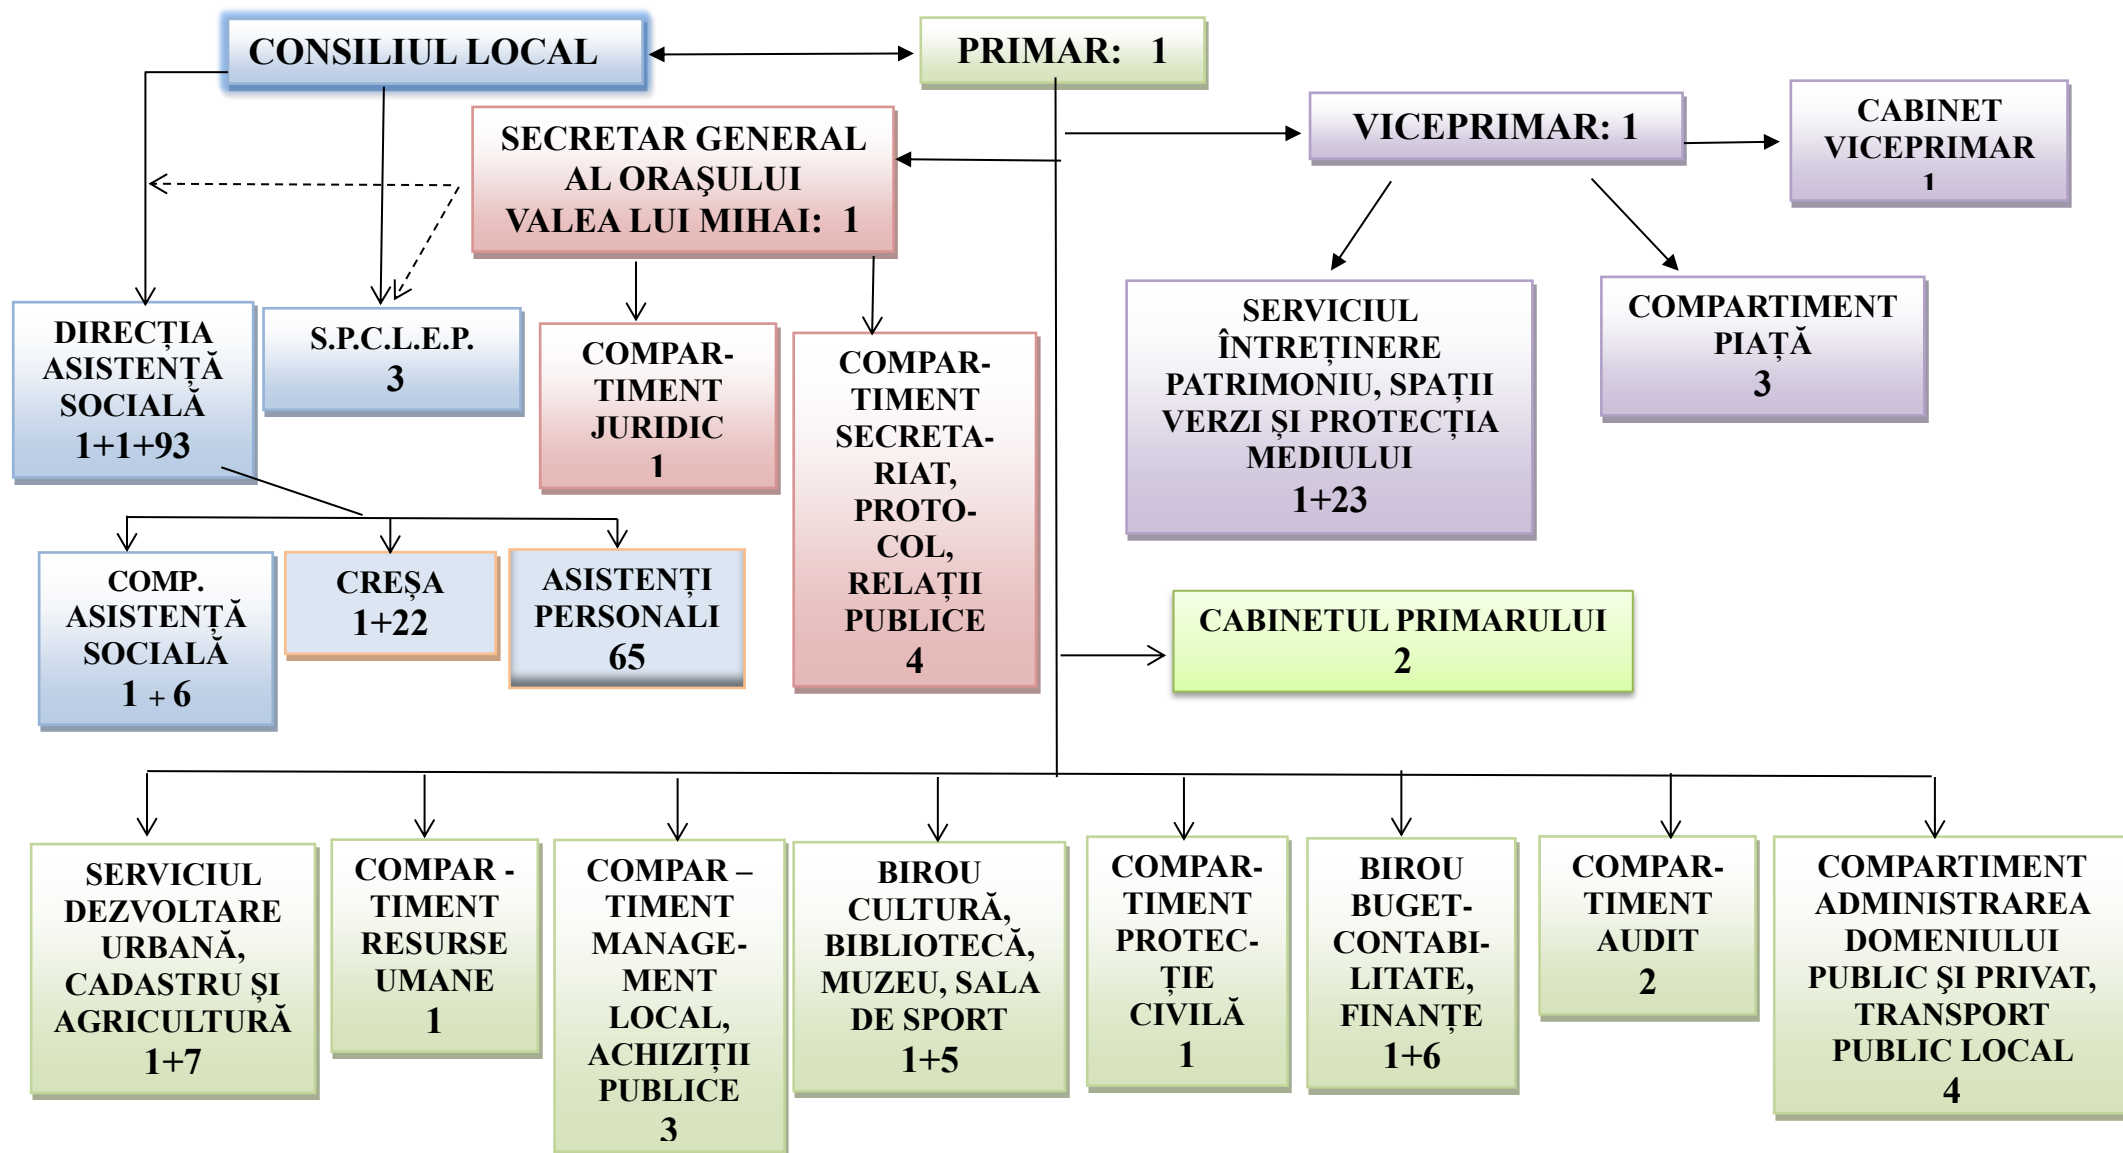 CONSILIUL LOCAL
PRIMAR: 1
SECRETAR GENERAL
AL ORAŞULUI
VALEA LUI MIHAI: 1
VICEPRIMAR: 1
CABINET
VICEPRIMAR
1
DIRECȚIA
ASISTENȚĂ
SOCIALĂ
1+1+93
S.P.C.L.E.P.
3
COMPAR-
TIMENT
JURIDIC
1
COMPAR-
TIMENT
SECRETA-
RIAT,
PROTO-
COL,
RELAȚII
PUBLICE
4
SERVICIUL
ÎNTREȚINERE
PATRIMONIU, SPAȚII
VERZI ȘI PROTECȚIA
MEDIULUI
1+23
COMPARTIMENT
PIAȚĂ
3
COMP.
ASISTENȚĂ
SOCIALĂ
1 + 6
CREȘA
1+22
ASISTENȚI
PERSONALI
65
CABINETUL PRIMARULUI
2
SERVICIUL
DEZVOLTARE
URBANĂ,
CADASTRU ȘI
AGRICULTURĂ
1+7
COMPAR -
TIMENT
RESURSE
UMANE
1
COMPAR –
TIMENT
MANAGE-
MENT
LOCAL,
ACHIZIȚII
PUBLICE
3
BIROU
CULTURĂ,
BIBLIOTECĂ,
MUZEU, SALA
DE SPORT
1+5
COMPAR-
TIMENT
PROTEC-
ȚIE
CIVILĂ
1
BIROU
BUGET-
CONTABI-
LITATE,
FINANȚE
1+6
COMPAR-
TIMENT
AUDIT
2
COMPARTIMENT
ADMINISTRAREA
DOMENIULUI
PUBLIC ŞI PRIVAT,
TRANSPORT
PUBLIC LOCAL
4